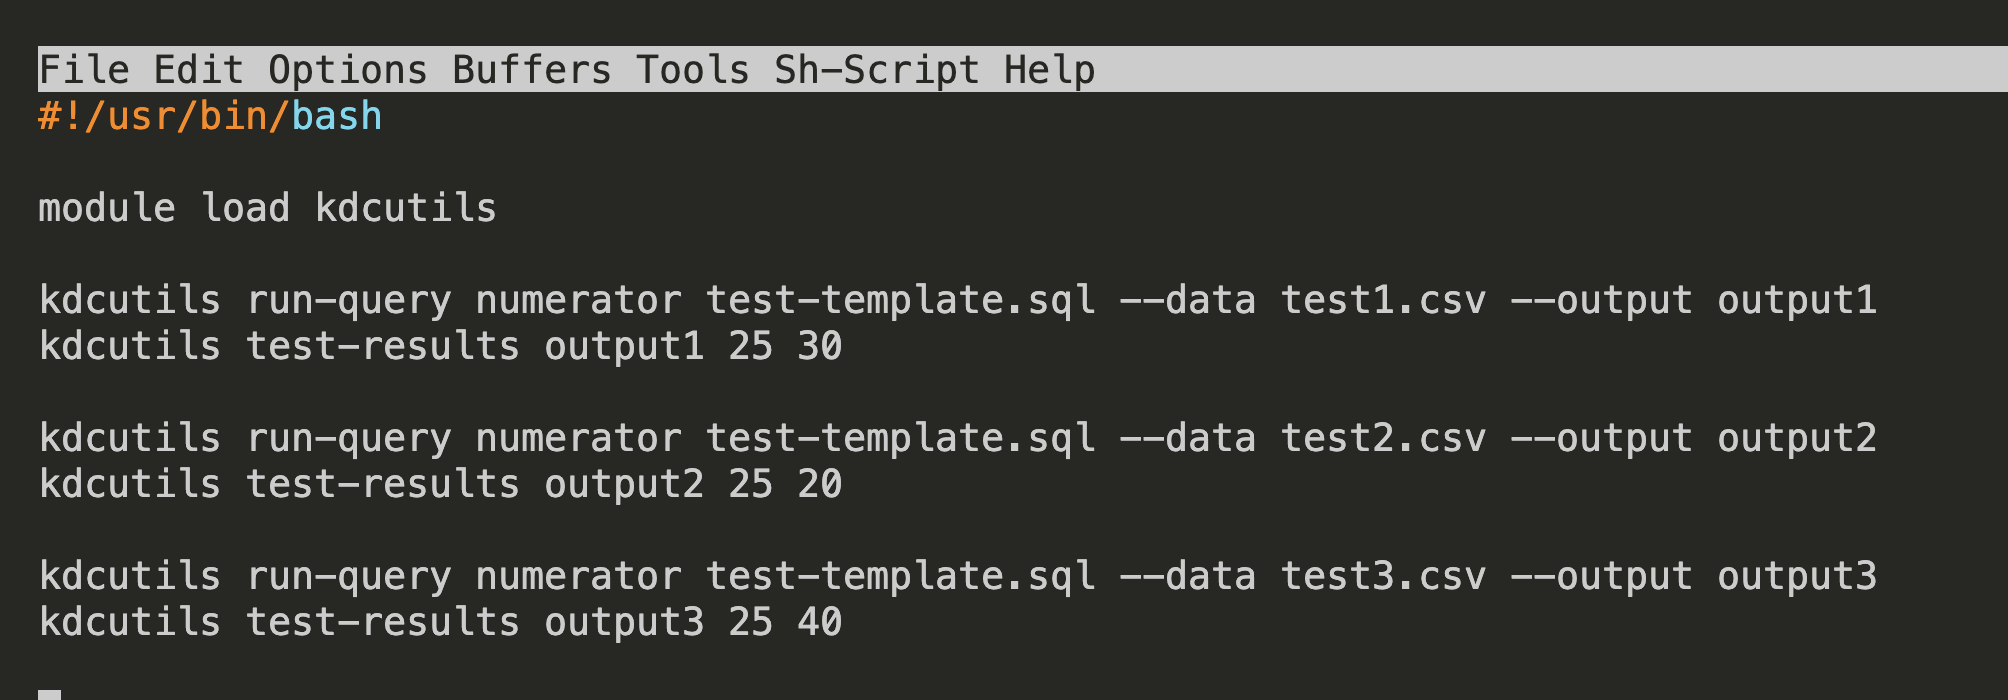 File Edit Options Buffers Tools Sh-Script Help
#!/usr/bin/bash
module load kdcutils
kdcutils run-query numerator test-template.sql --data test1.csv --output output1
kdcutils test-results output1 25 30
kdcutils run-query numerator test-template.sql --data test2.csv --output output2
kdcutils test-results output2 25 20
kdcutils run-query numerator test-template.sql --data test3.csv --output output3
kdcutils test-results output3 25 40